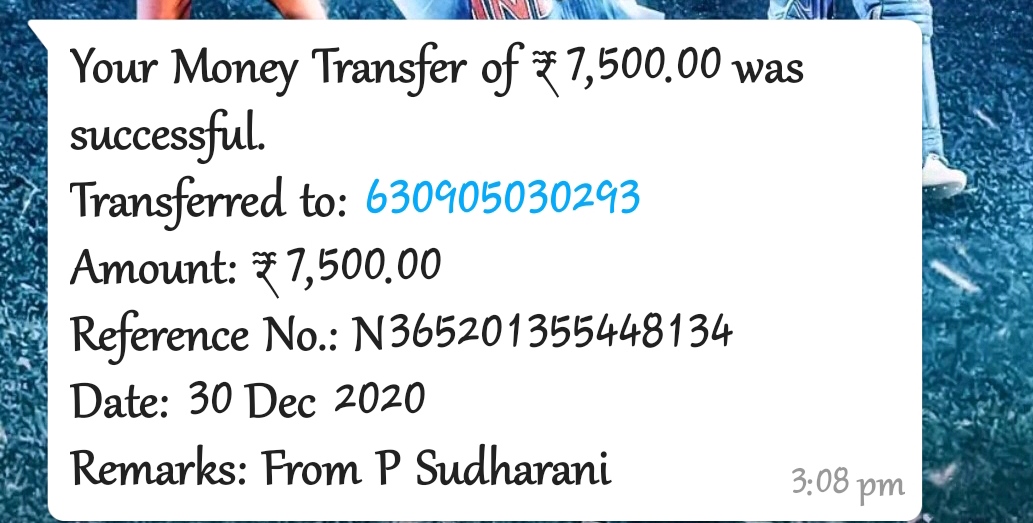 Your Money Transfer of ₹ 7,500.00 was
successful.
Transferred to: 630905030293
Amount: ₹ 7,500.00
Reference No.: N365201355448134
Date: 30 Dec 2020
Remarks: From P Sudharani
3:08 pm